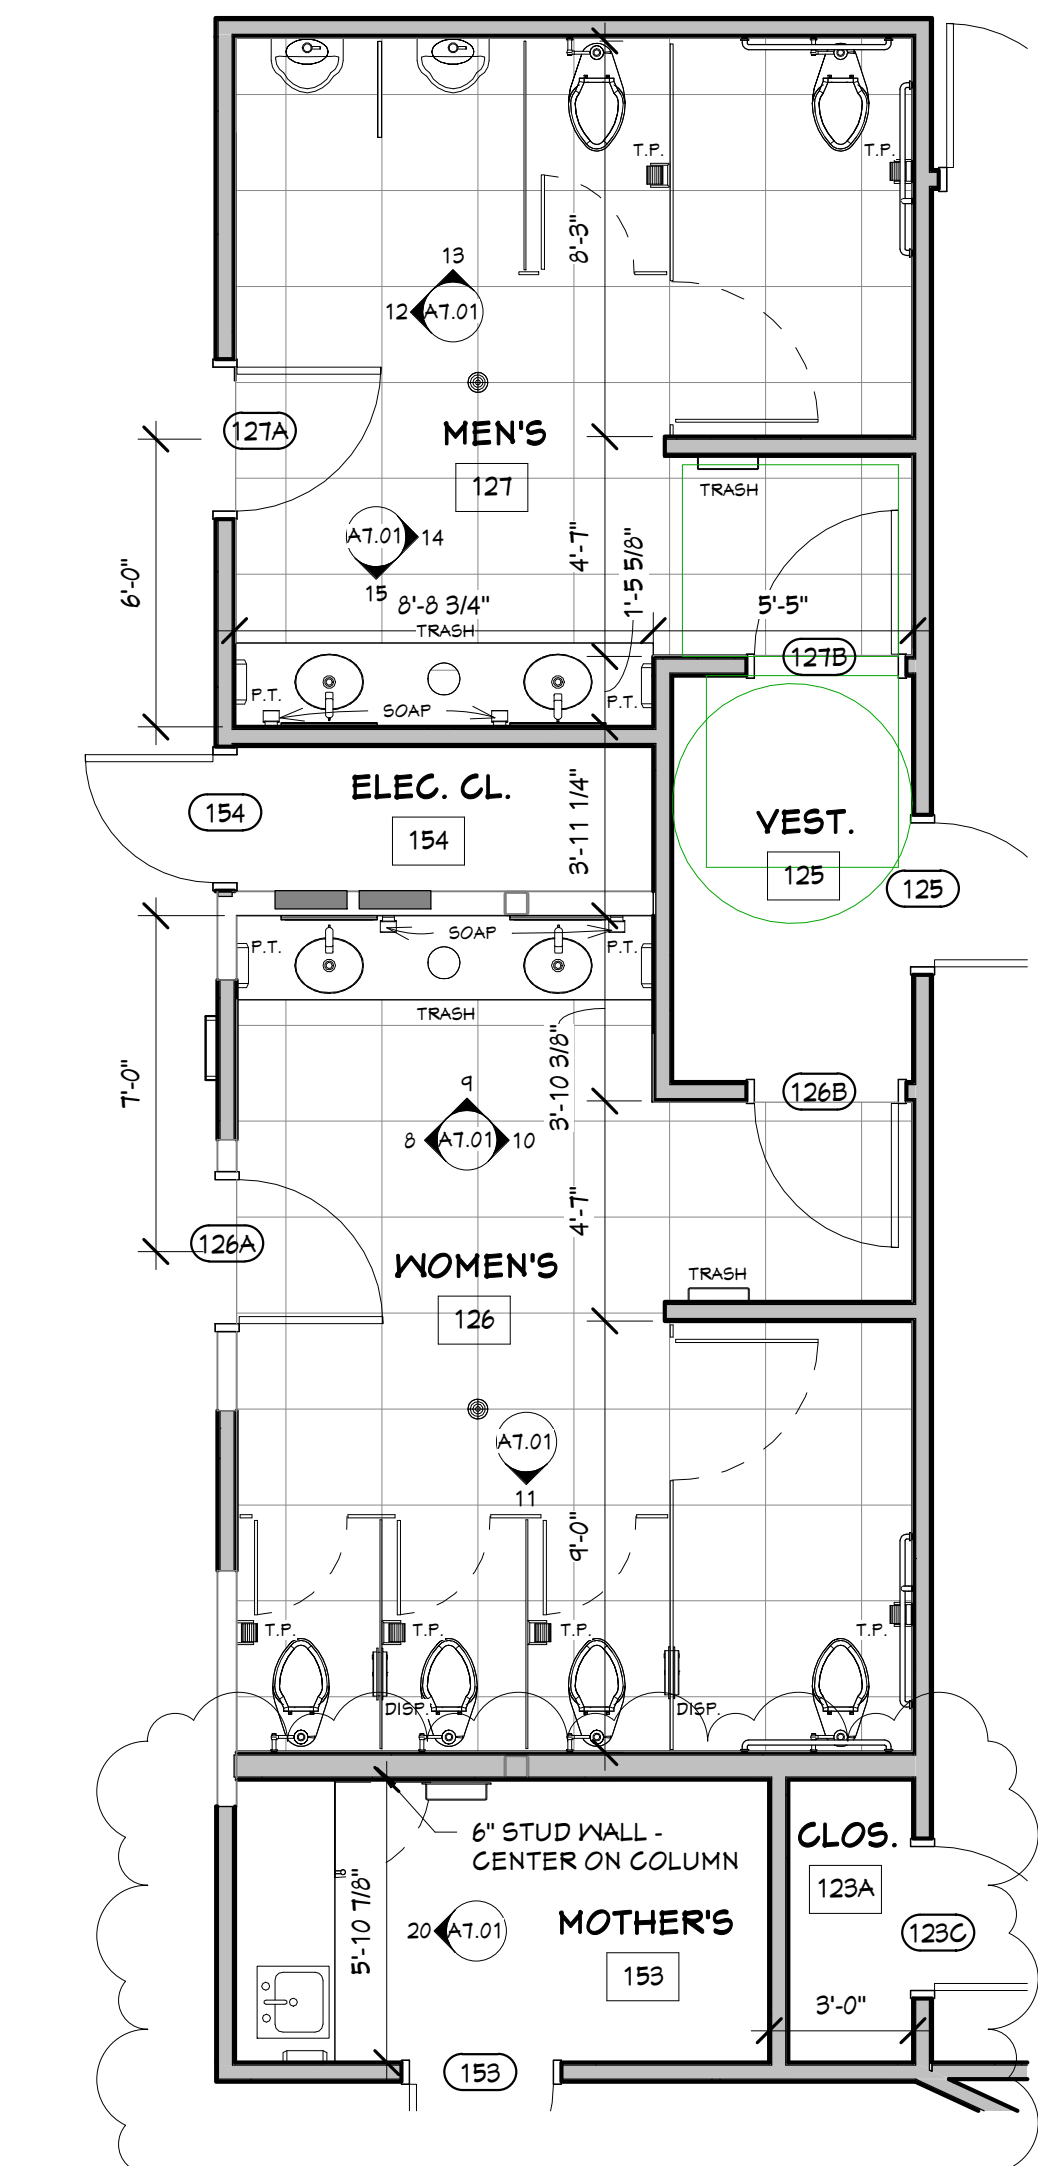 T.P.
T.P.
8'-3"
13
12
A7.01
127A
MEN'S
127
TRASH
A7.01
14
15
4'-7"
1'-5 5/8"
6'-0"
8'-8 3/4"
5'-5"
TRASH
127B
P.T.
SOAP
P.T.
ELEC. CL.
154
154
3'-11 1/4"
VEST.
125
125
P.T.
SOAP
P.T.
TRASH
3'-10 3/8"
7'-0"
126B
9
8
A7.01
10
4'-7"
126A
WOMEN'S
TRASH
126
A7.01
11
9'-0"
T.P.
T.P.
T.P.
T.P.
DISP.
DISP.
6" STUD WALL -
CENTER ON COLUMN
CLOS.
123A
5'-10 7/8"
20
A7.01
MOTHER'S
123C
153
3'-0"
153